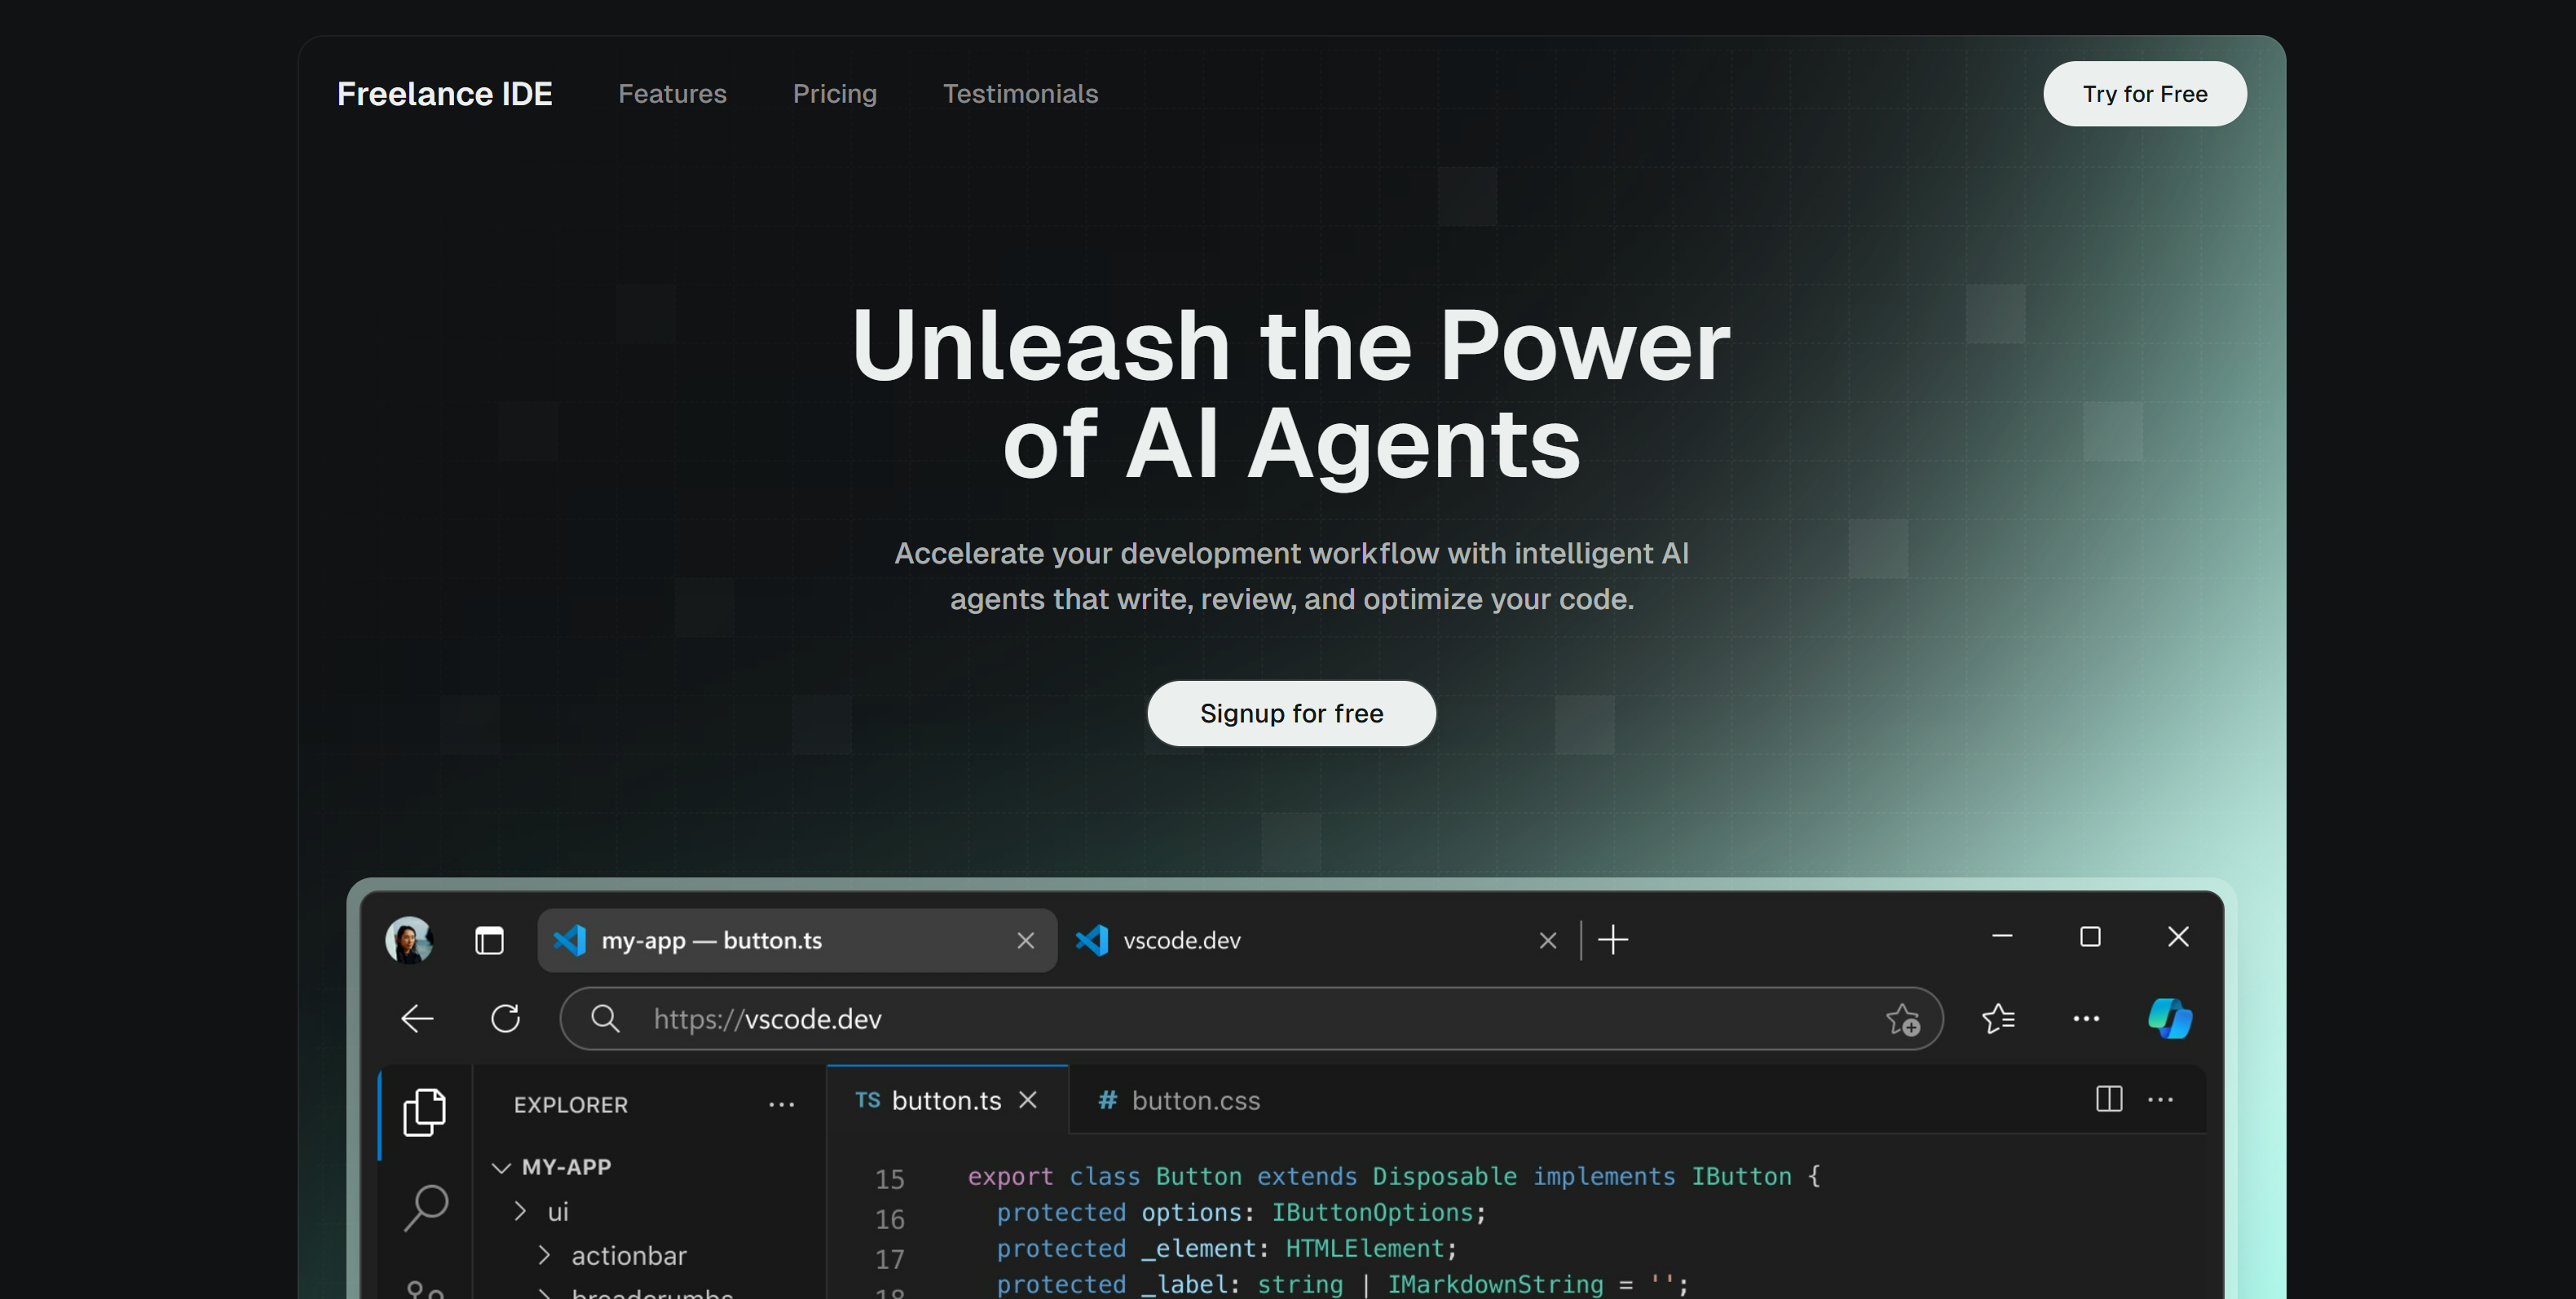 Freelance IDE
Features
Pricing
Testimonials
Try for Free
Unleash the Power
of AI Agents
Accelerate your development workflow with intelligent AI
agents that write, review, and optimize your code.
Signup for free
my-app — button.ts
vscode.dev
https://vscode.dev
EXPLORER
TS button.ts
# button.css
MY-APP
ui
actionbar
breadcrumbs
15 export class Button extends Disposable implements IButton {
16 protected options: IButtonOptions;
17 protected _element: HTMLElement;
18 protected _label: string | IMarkdownString = '';